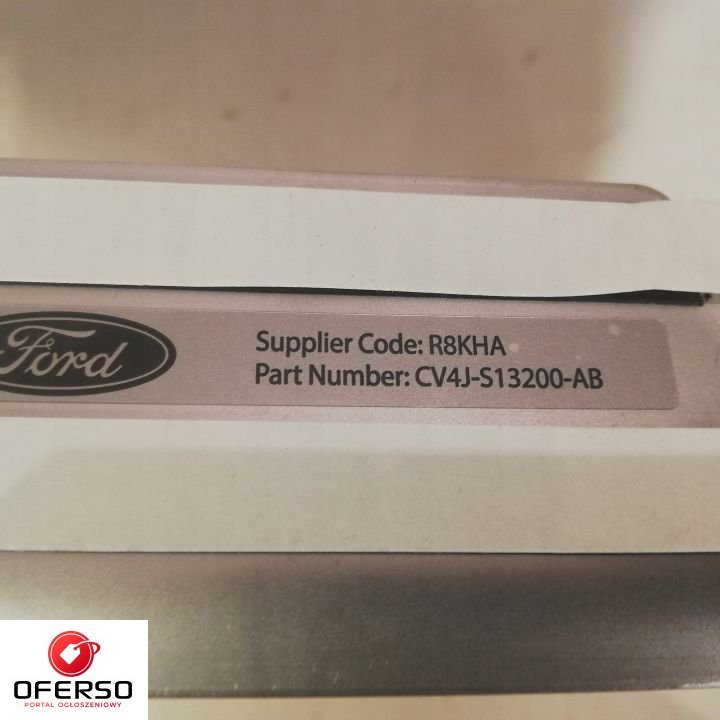 Ford
Supplier Code: R8KHA
Part Number: CV4J-S13200-AB
OFERSO
PORTAL OGŁOSZENIOWY